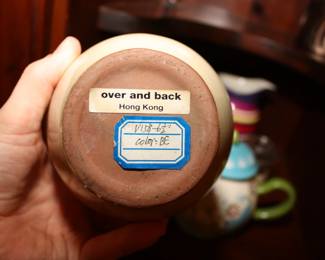 over and back
Hong Kong
color-BE